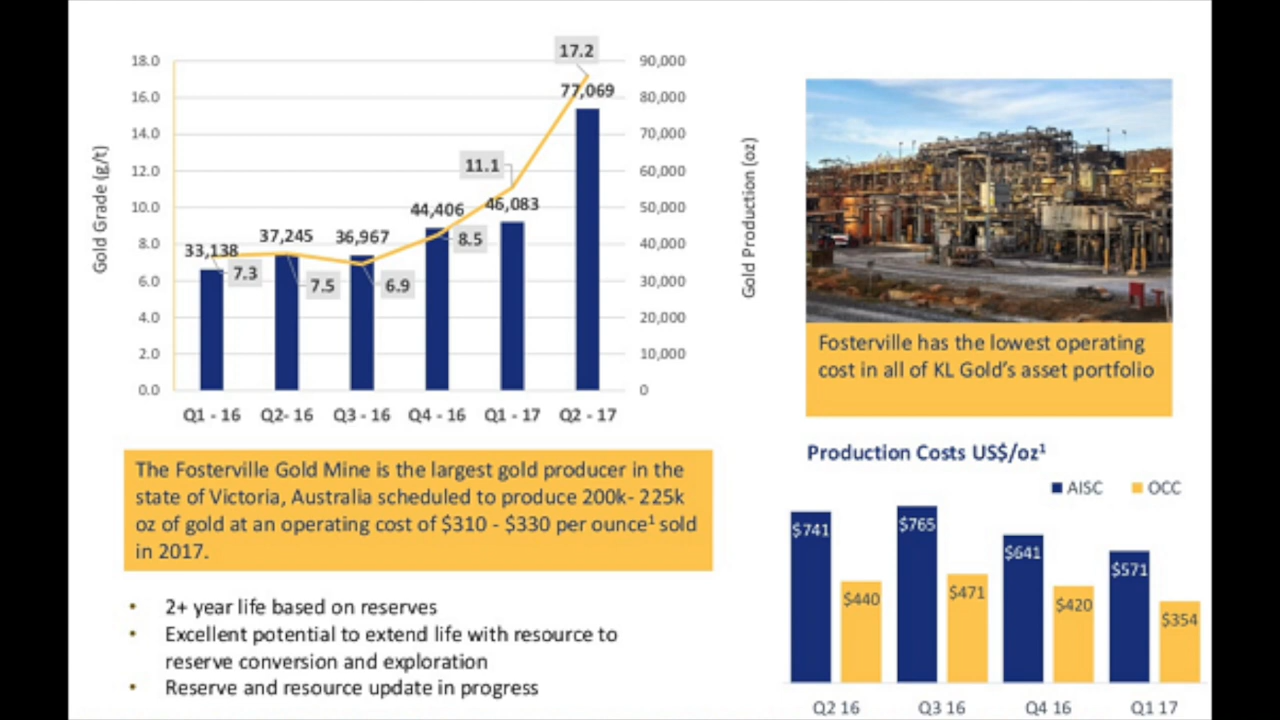 17.2
18.0
90,000
77,069
16.0
80,000
14.0
70,000
11.1
12.0
60,000
46,083
44,406
10.0
50,000
37,245
36,967
33,138
8.5
8.0
40,000
7.3
7.5
6.9
6.0
30,000
4.0
20,000
2.0
10,000
0.0
0
Gold Grade (g/t)
Gold Production (oz)
Q1 - 16 Q2- 16 Q3 - 16 Q4 - 16 Q1 - 17 Q2 - 17
The Fosterville Gold Mine is the largest gold producer in the
state of Victoria, Australia scheduled to produce 200k- 225k
oz of gold at an operating cost of $310 - $330 per ounce¹ sold
in 2017.
• 2+ year life based on reserves
• Excellent potential to extend life with resource to
reserve conversion and exploration
• Reserve and resource update in progress
Fosterville has the lowest operating
cost in all of KL Gold’s asset portfolio
Production Costs US$/oz¹
AISC OCC
$741
$440
$765
$471
$641
$420
$571
$354
Q2 16 Q3 16 Q4 16 Q1 17